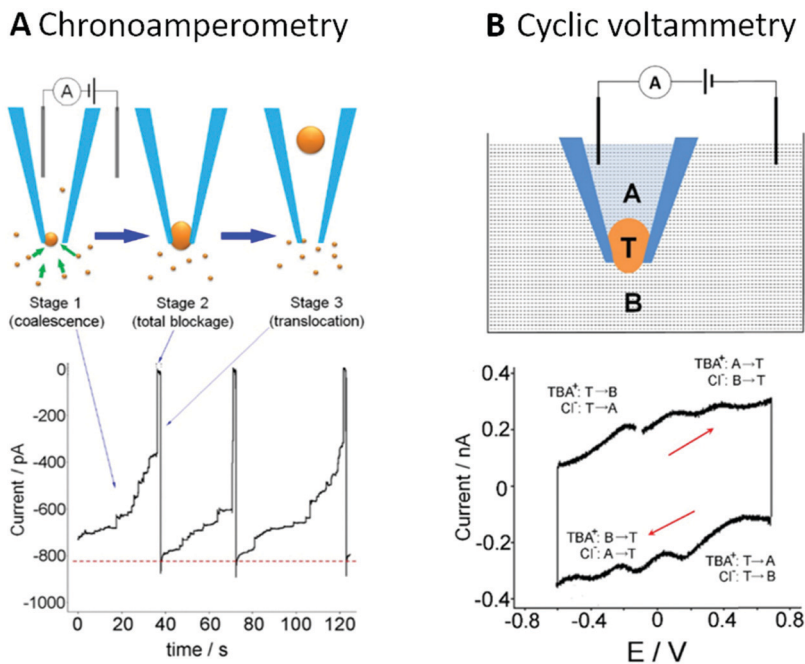 A Chronoamperometry
A
Stage 1
(coalescence)
Stage 2
(total blockage)
Stage 3
(translocation)
Current / pA
0
-200
-400
-600
-800
-1000
0 20 40 60 80 100 120
time / s
B Cyclic voltammetry
A
A
T
B
Current / nA
0.4
0.2
0
-0.2
-0.4
TBA⁺: T→B
Cl⁻: T→A
TBA⁺: A→T
Cl⁻: B→T
TBA⁺: B→T
Cl⁻: A→T
TBA⁺: T→A
Cl⁻: T→B
-0.8 -0.4 0 0.4 0.8
E / V